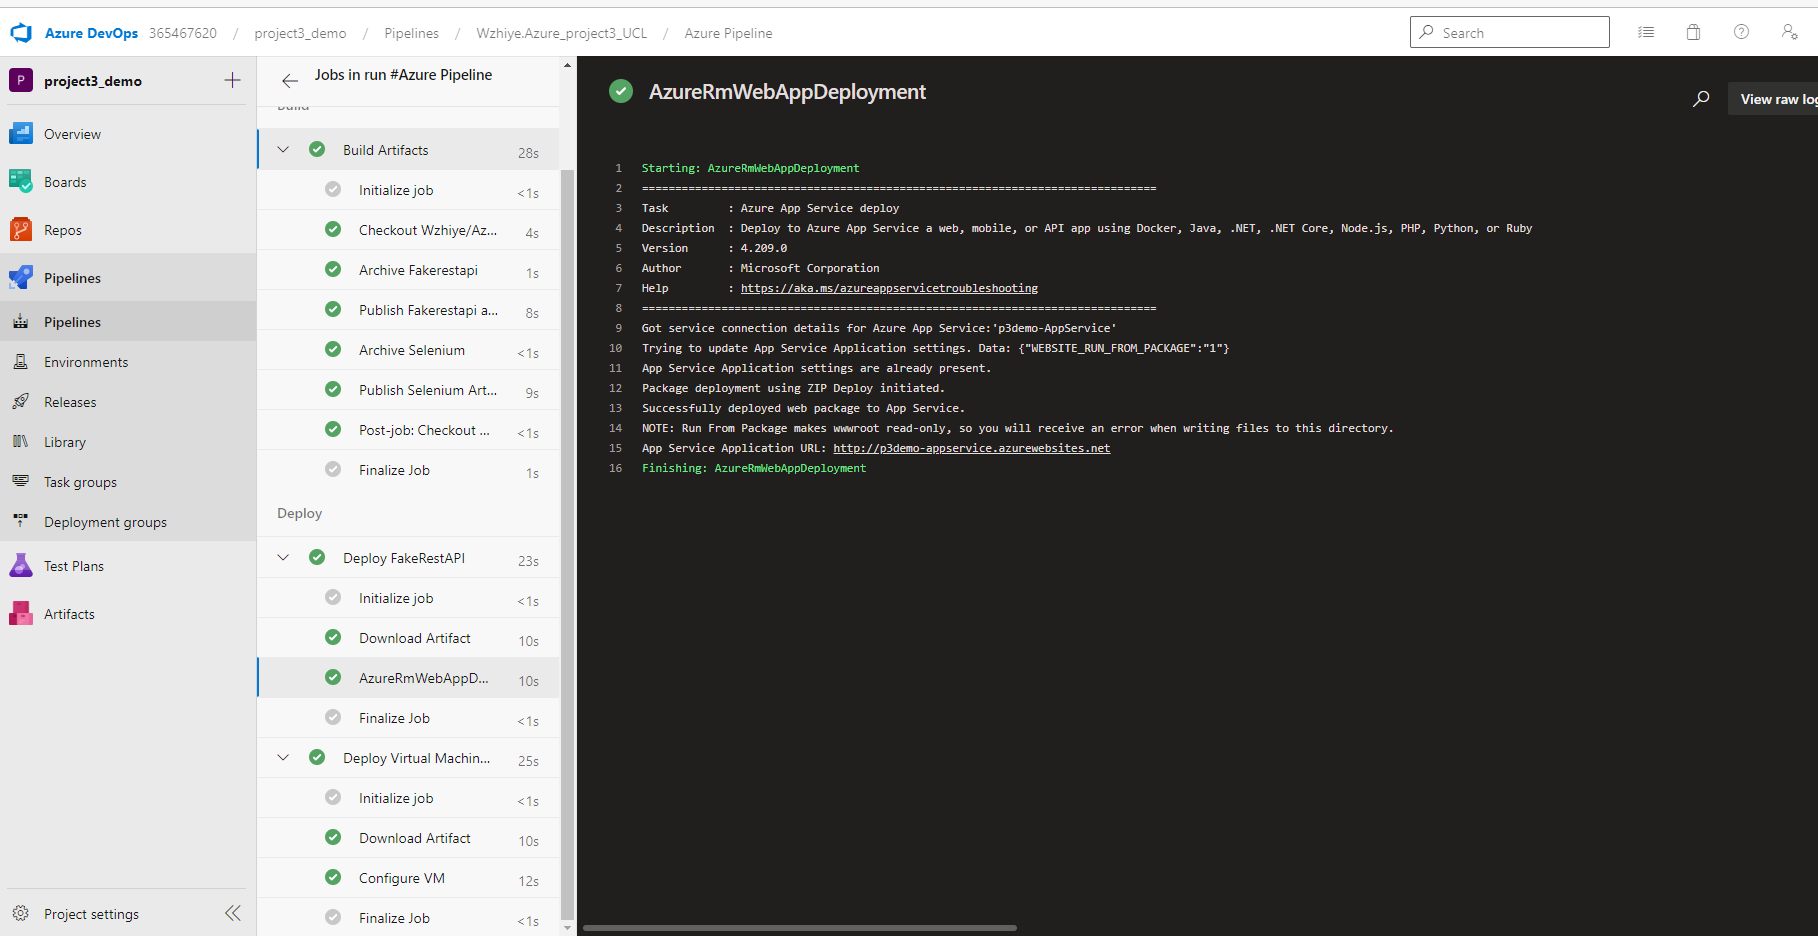 Azure DevOps 365467620 / project3_demo / Pipelines / Wzhiye.Azure_project3_UCL / Azure Pipeline
Search
P project3_demo
Overview
Boards
Repos
Pipelines
Pipelines
Environments
Releases
Library
Task groups
Deployment groups
Test Plans
Artifacts
Project settings
Jobs in run #Azure Pipeline
Build
Build Artifacts 28s
Initialize job <1s
Checkout Wzhiye/Az... 4s
Archive Fakerestapi 1s
Publish Fakerestapi a... 8s
Archive Selenium <1s
Publish Selenium Art... 9s
Post-job: Checkout ... <1s
Finalize Job 1s
Deploy
Deploy FakeRestAPI 23s
Initialize job <1s
Download Artifact 10s
AzureRmWebAppD... 10s
Finalize Job <1s
Deploy Virtual Machin... 25s
Initialize job <1s
Download Artifact 10s
Configure VM 12s
Finalize Job <1s
AzureRmWebAppDeployment
View raw log
1 Starting: AzureRmWebAppDeployment
2 ==============================================================================
3 Task : Azure App Service deploy
4 Description : Deploy to Azure App Service a web, mobile, or API app using Docker, Java, .NET, .NET Core, Node.js, PHP, Python, or Ruby
5 Version : 4.209.0
6 Author : Microsoft Corporation
7 Help : https://aka.ms/azureappservicetroubleshooting
8 ==============================================================================
9 Got service connection details for Azure App Service:'p3demo-AppService'
10 Trying to update App Service Application settings. Data: {"WEBSITE_RUN_FROM_PACKAGE":"1"}
11 App Service Application settings are already present.
12 Package deployment using ZIP Deploy initiated.
13 Successfully deployed web package to App Service.
14 NOTE: Run From Package makes wwwroot read-only, so you will receive an error when writing files to this directory.
15 App Service Application URL: http://p3demo-appservice.azurewebsites.net
16 Finishing: AzureRmWebAppDeployment